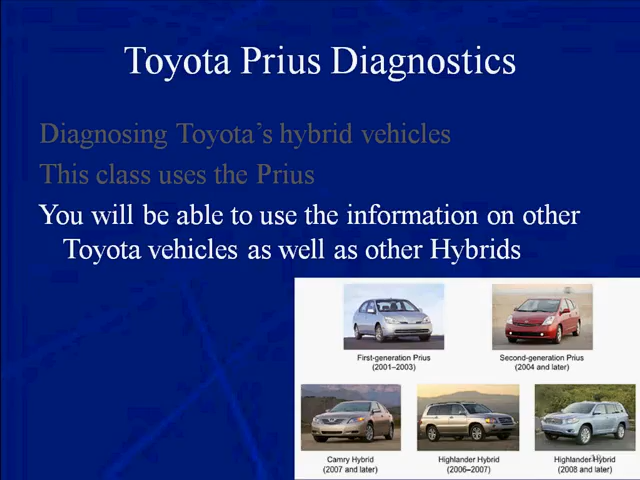 Toyota Prius Diagnostics
Diagnosing Toyota's hybrid vehicles
This class uses the Prius
You will be able to use the information on other
Toyota vehicles as well as other Hybrids
First-generation Prius
(2001–2003)
Second-generation Prius
(2004 and later)
Camry Hybrid
(2007 and later)
Highlander Hybrid
(2006–2007)
Highlander Hybrid
(2008 and later)